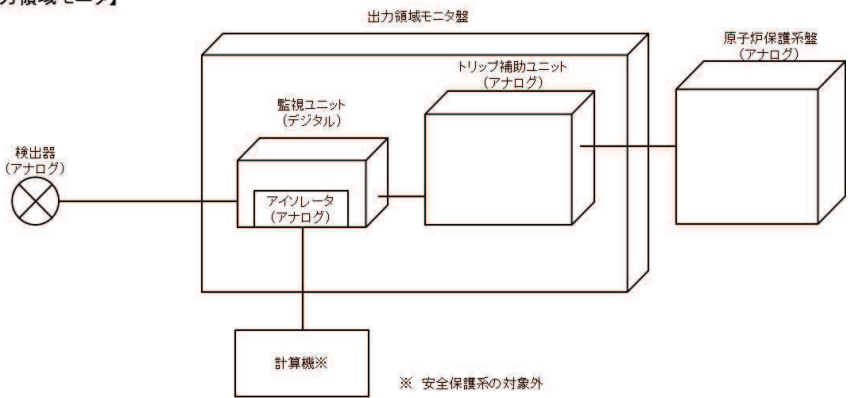 力領域モニタ】
出力領域モニタ盤
原子炉保護系盤
(アナログ)
トリップ補助ユニット
(アナログ)
監視ユニット
(デジタル)
検出器
(アナログ)
アイソレータ
(アナログ)
計算機※
※ 安全保護系の対象外